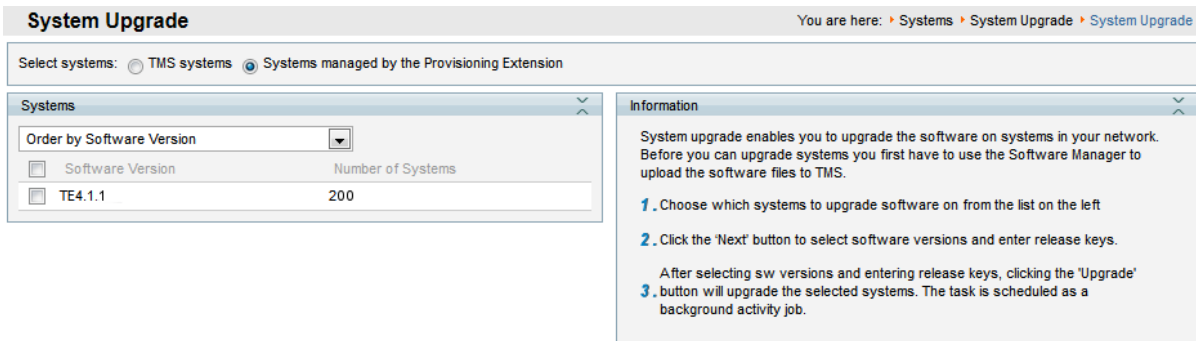 System Upgrade
You are here: Systems System Upgrade System Upgrade
Select systems: TMS systems Systems managed by the Provisioning Extension
Systems
Order by Software Version
Software Version Number of Systems
TE4.1.1 200
Information
System upgrade enables you to upgrade the software on systems in your network.
Before you can upgrade systems you first have to use the Software Manager to
upload the software files to TMS.
1. Choose which systems to upgrade software on from the list on the left
2. Click the 'Next' button to select software versions and enter release keys.
After selecting sw versions and entering release keys, clicking the 'Upgrade'
3. button will upgrade the selected systems. The task is scheduled as a
background activity job.